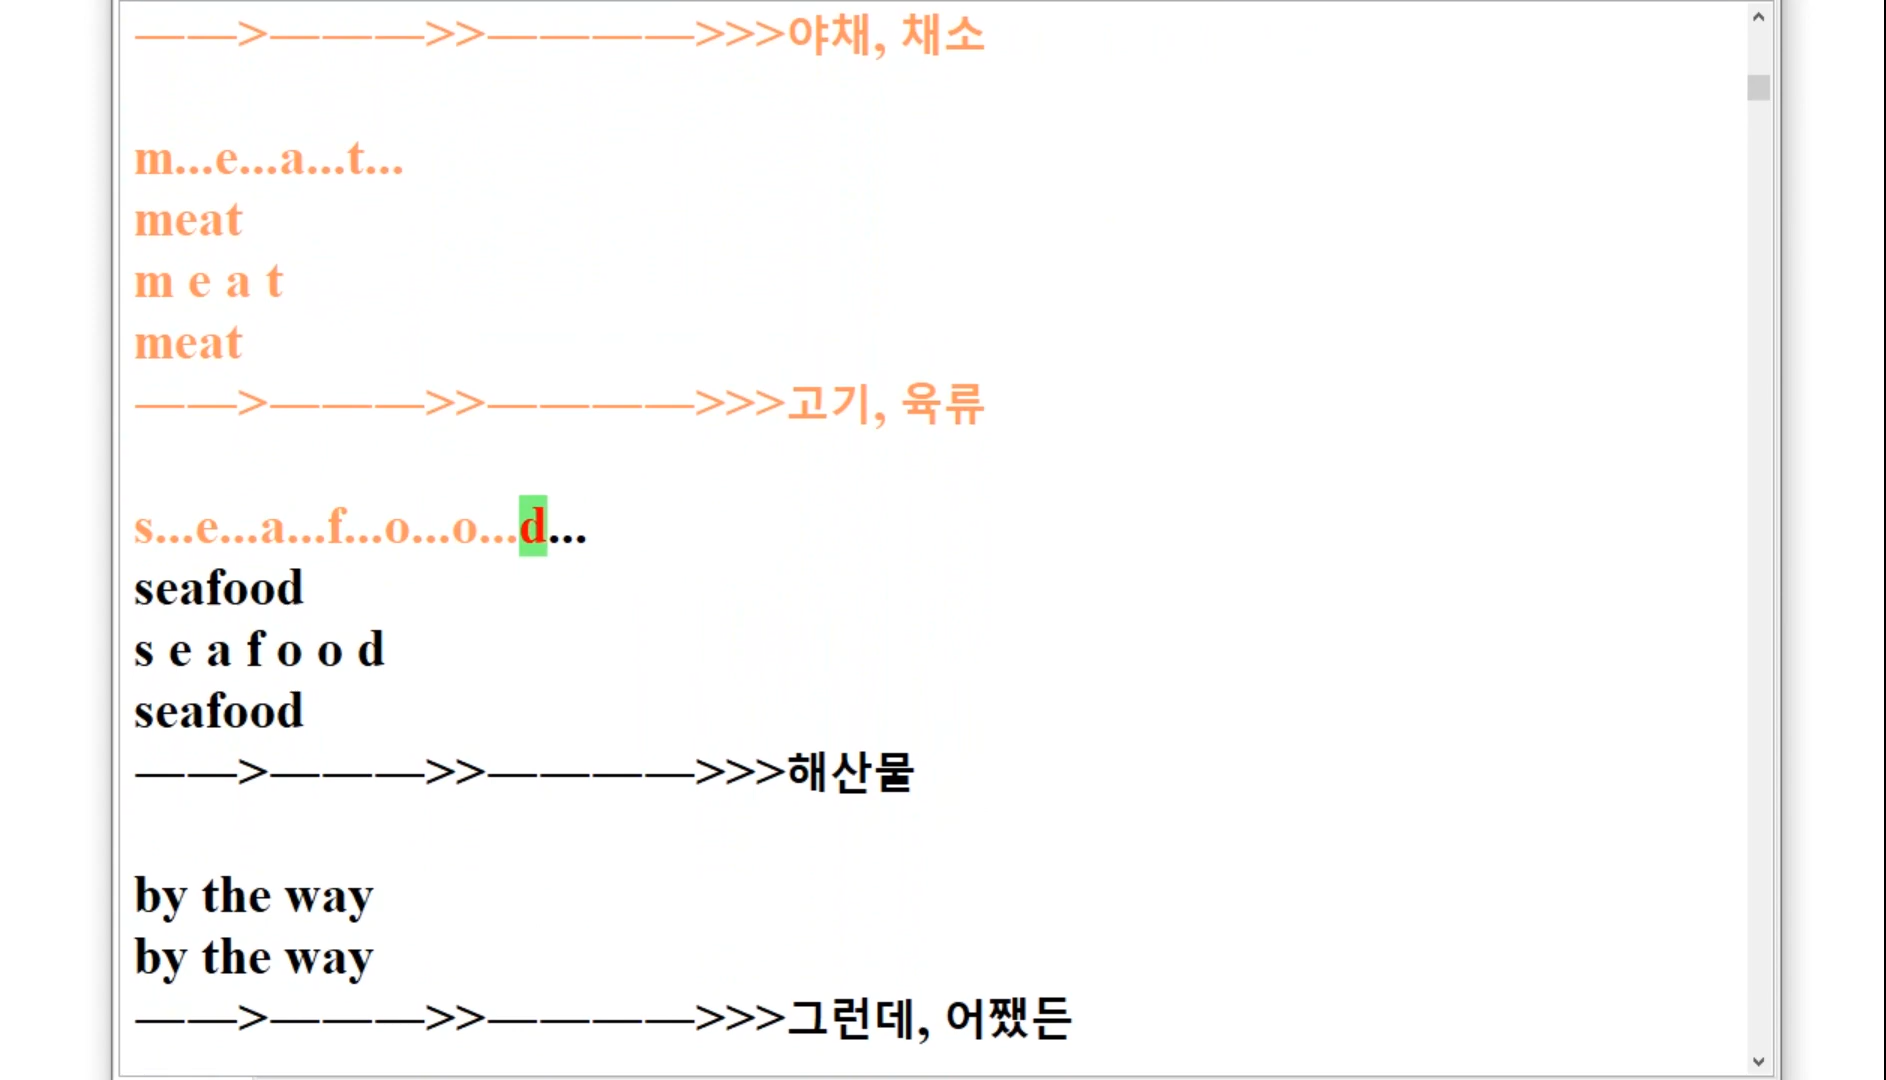 ——>———>>————>>>야채, 채소
m...e...a...t...
meat
m e a t
meat
——>———>>————>>>고기, 육류
s...e...a...f...o...o...d...
seafood
s e a f o o d
seafood
——>———>>————>>>해산물
by the way
by the way
——>———>>————>>>그런데, 어쨌든